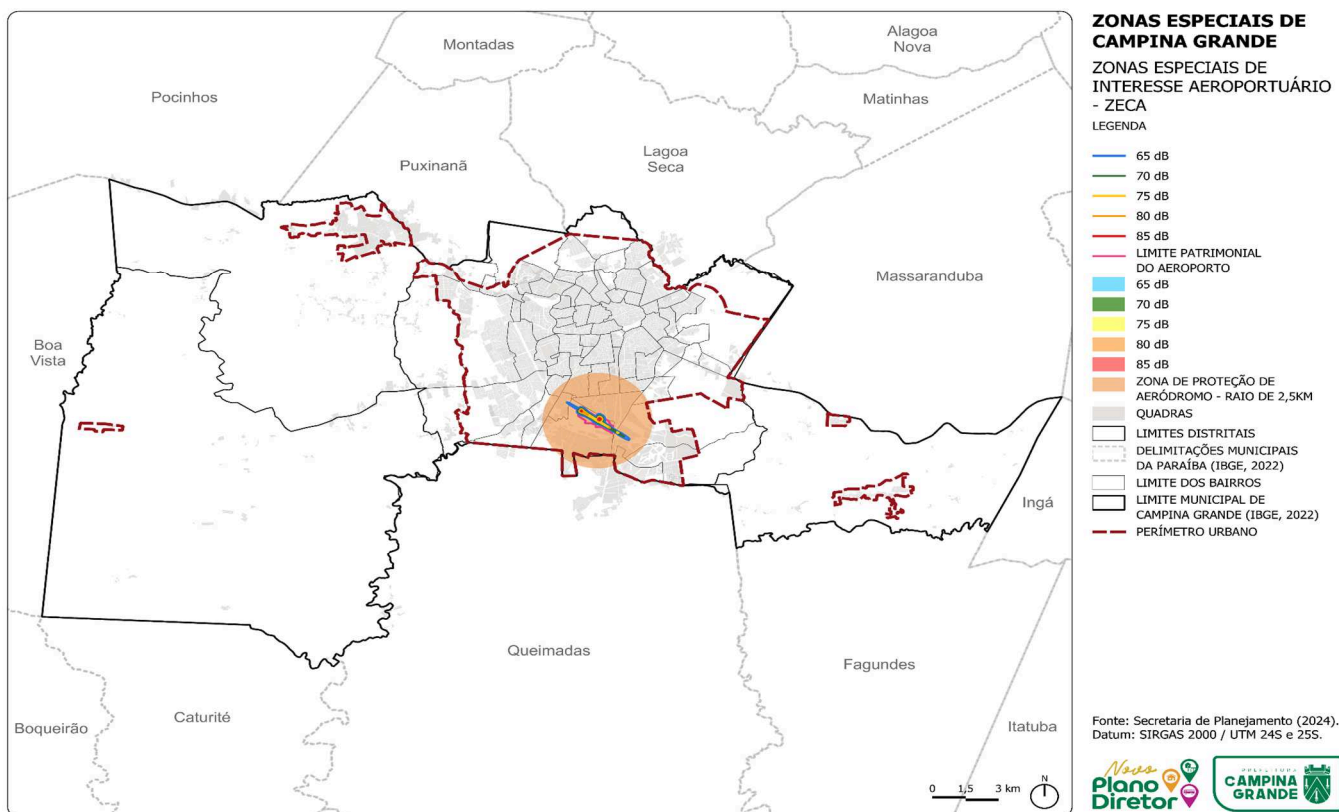 ZONAS ESPECIAIS DE
CAMPINA GRANDE
ZONAS ESPECIAIS DE
INTERESSE AEROPORTUÁRIO
- ZECA
LEGENDA
65 dB
70 dB
75 dB
80 dB
85 dB
LIMITE PATRIMONIAL
DO AEROPORTO
65 dB
70 dB
75 dB
80 dB
85 dB
ZONA DE PROTEÇÃO DE
AERÓDROMO - RAIO DE 2,5KM
QUADRAS
LIMITES DISTRITAIS
DELIMITAÇÕES MUNICIPAIS
DA PARAÍBA (IBGE, 2022)
LIMITE DOS BAIRROS
LIMITE MUNICIPAL DE
CAMPINA GRANDE (IBGE, 2022)
PERÍMETRO URBANO
Montadas
Alagoa
Nova
Pocinhos
Matinhas
Puxinanã
Lagoa
Seca
Massaranduba
Boa
Vista
Ingá
Queimadas
Fagundes
Caturité
Boqueirão
Itatuba
0 1,5 3 km
N
Fonte: Secretaria de Planejamento (2024).
Datum: SIRGAS 2000 / UTM 24S e 25S.
Novo
Plano
Diretor
PREFEITURA
CAMPINA
GRANDE